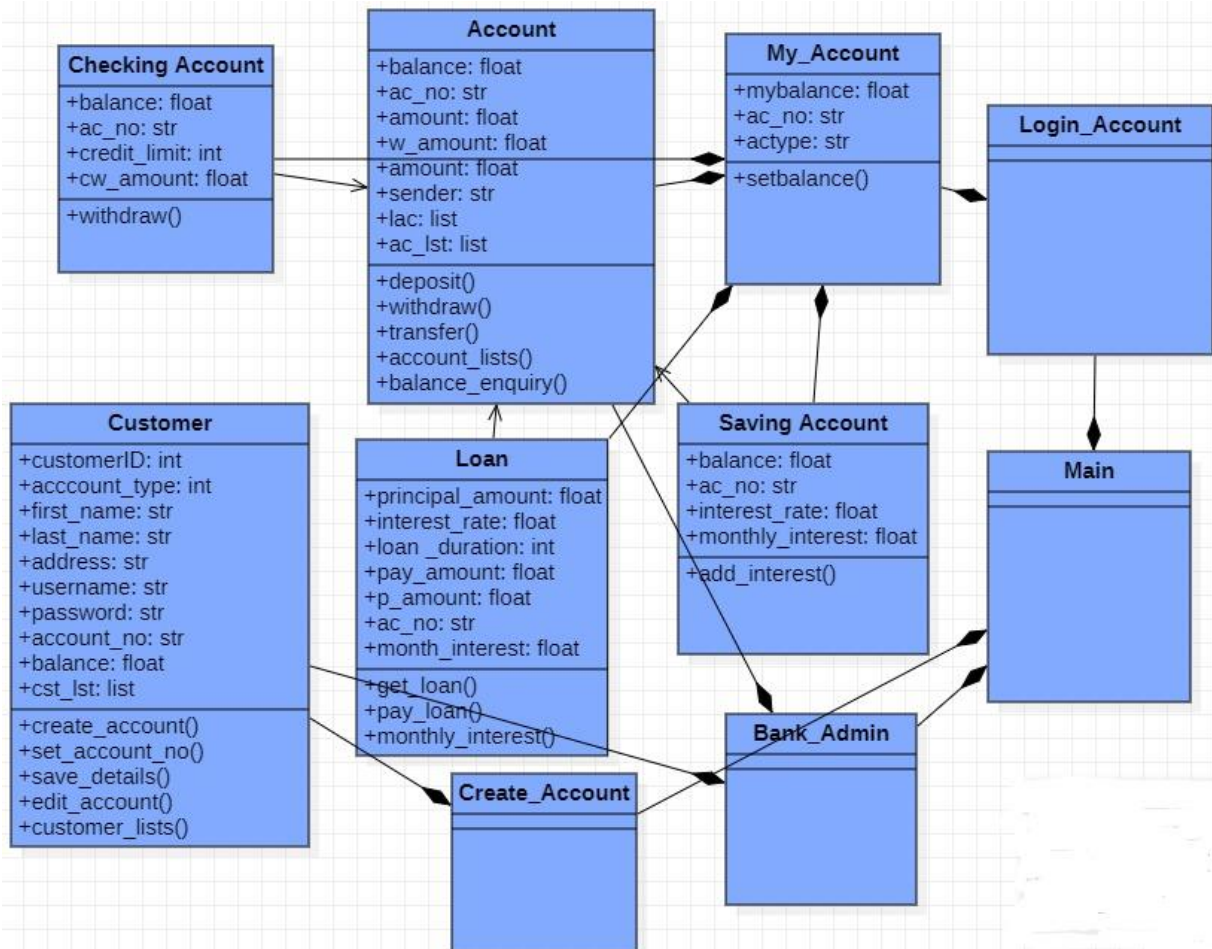 Checking Account
+balance: float
+ac_no: str
+credit_limit: int
+cw_amount: float
+withdraw()
Account
+balance: float
+ac_no: str
+amount: float
+w_amount: float
+amount: float
+sender: str
+lac: list
+ac_lst: list
+deposit()
+withdraw()
+transfer()
+account_lists()
+balance_enquiry()
My_Account
+mybalance: float
+ac_no: str
+actype: str
+setbalance()
Login_Account
Customer
+customerID: int
+acccount_type: int
+first_name: str
+last_name: str
+address: str
+username: str
+password: str
+account_no: str
+balance: float
+cst_lst: list
+create_account()
+set_account_no()
+save_details()
+edit_account()
+customer_lists()
Loan
+principal_amount: float
+interest_rate: float
+loan _duration: int
+pay_amount: float
+p_amount: float
+ac_no: str
+month_interest: float
+get_loan()
+pay_loan()
+monthly_interest()
Saving Account
+balance: float
+ac_no: str
+interest_rate: float
+monthly_interest: float
+add_interest()
Main
Create_Account
Bank_Admin